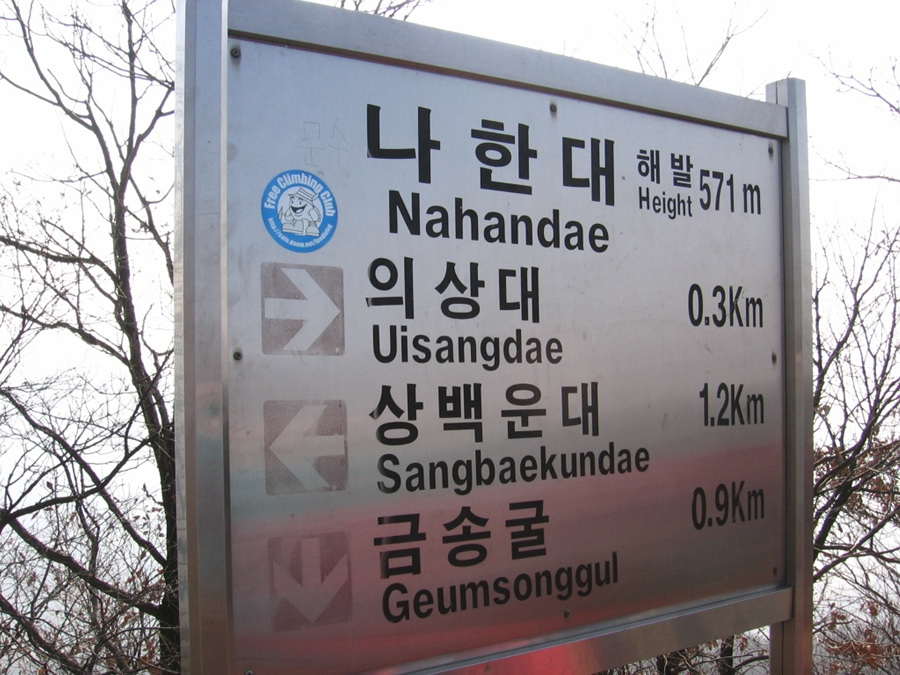 나한대 해발 571m
Nahandae Height
Free Climbing Club
의상대 0.3Km
Uisangdae
상백운대 1.2Km
Sangbaekundae
금송굴 0.9Km
Geumsonggul